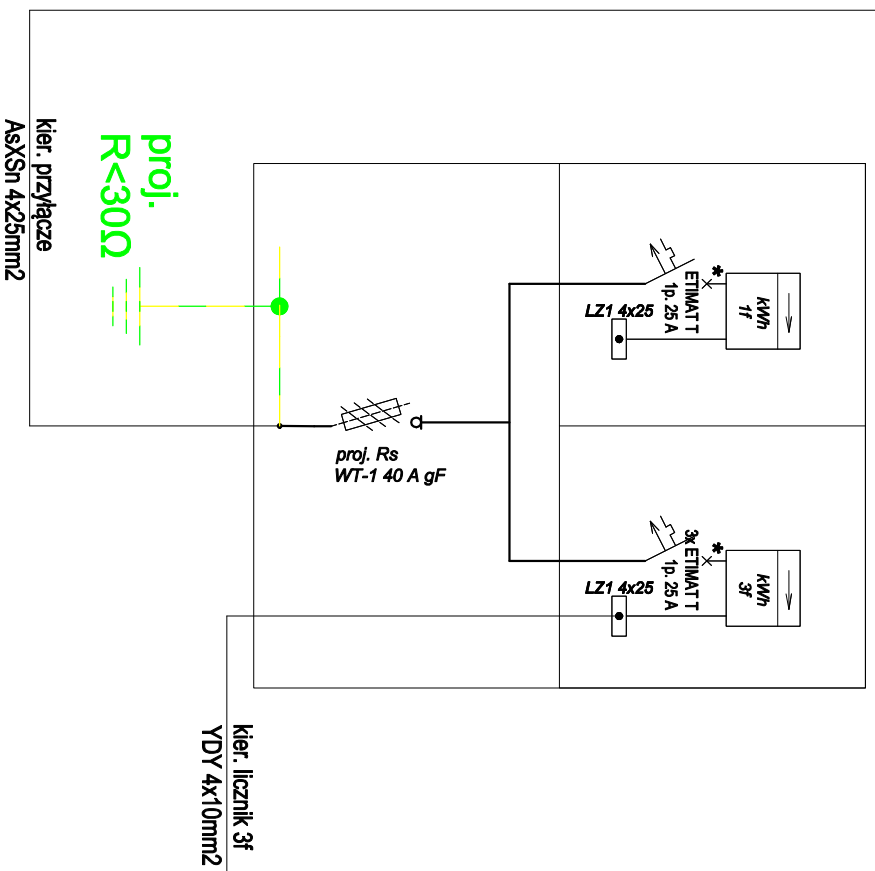 kier. przyłącze
AsXSn 4x25mm2
proj.
R<30Ω
kWh
1f
*
ETIMAT T
1p. 25 A
LZ1 4x25
proj. Rs
WT-1 40 A gF
kWh
3f
*
3x ETIMAT T
1p. 25 A
LZ1 4x25
kier. licznik 3f
YDY 4x10mm2